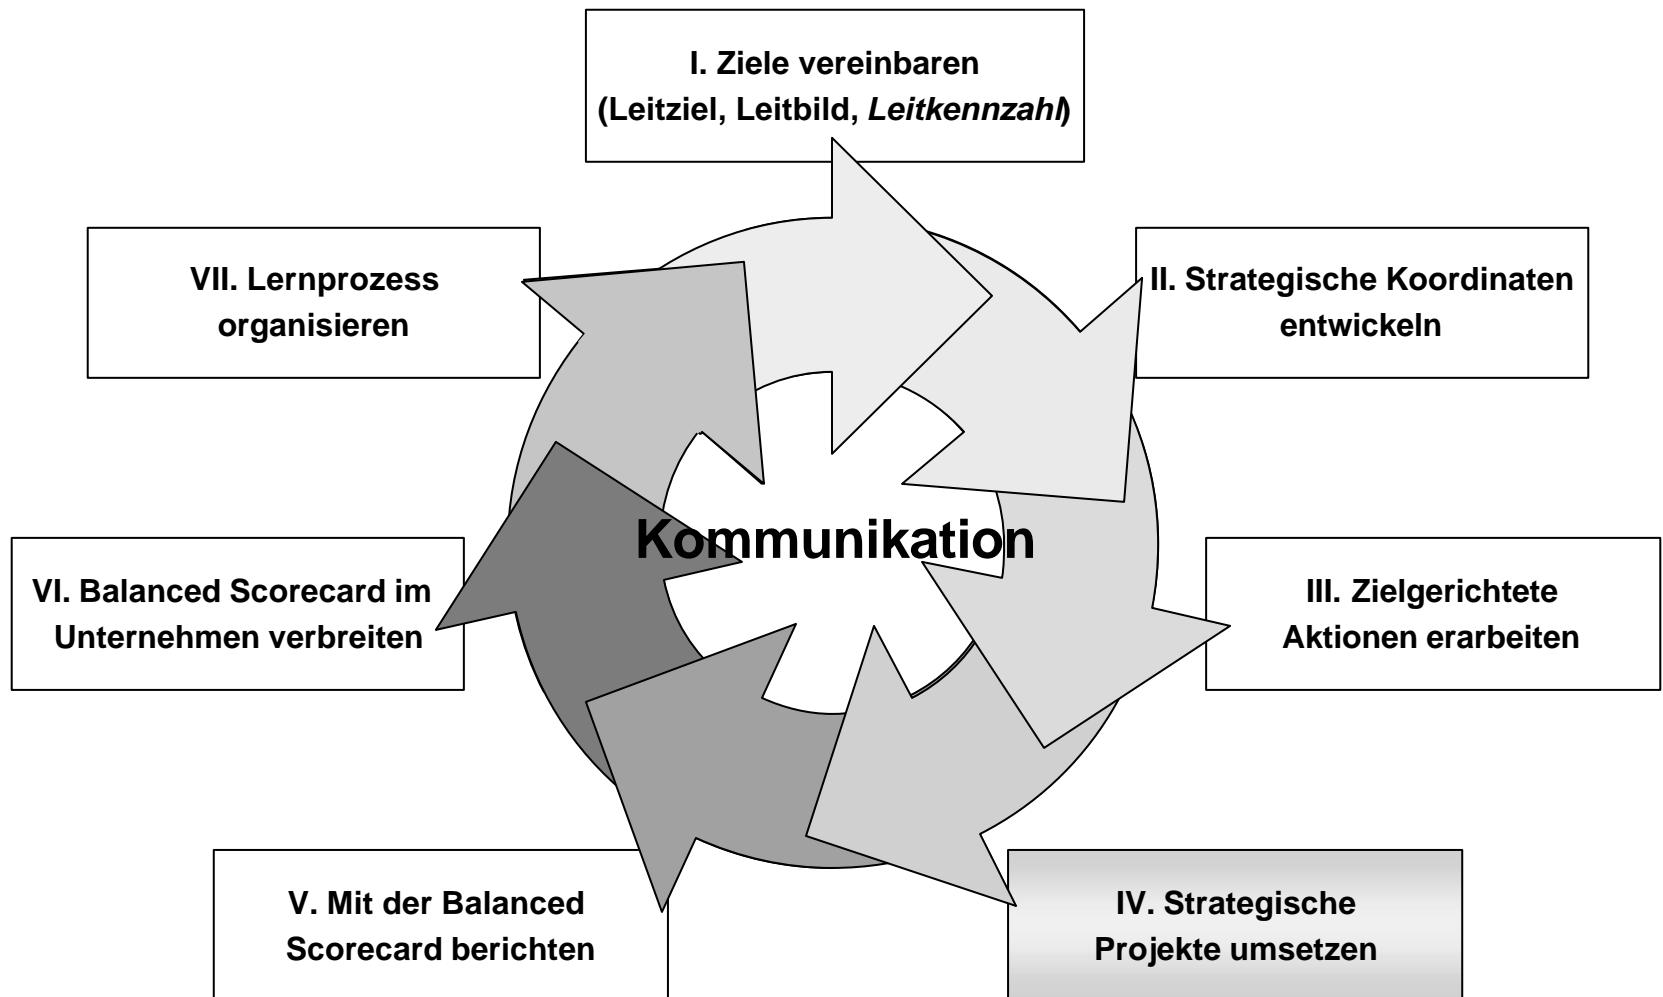 I. Ziele vereinbaren
(Leitziel, Leitbild, Leitkennzahl)
II. Strategische Koordinaten
entwickeln
III. Zielgerichtete
Aktionen erarbeiten
IV. Strategische
Projekte umsetzen
V. Mit der Balanced
Scorecard berichten
VI. Balanced Scorecard im
Unternehmen verbreiten
VII. Lernprozess
organisieren
Kommunikation